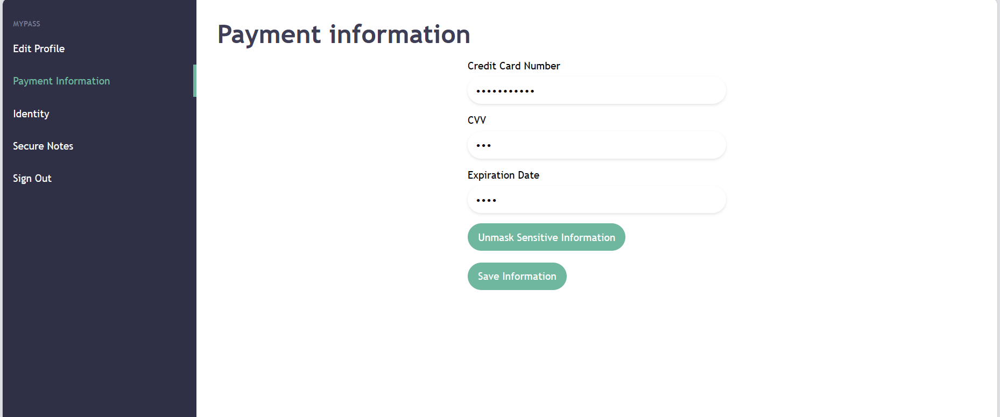 MYPASS
Edit Profile
Payment Information
Identity
Secure Notes
Sign Out
Payment information
Credit Card Number
•••••••••••
CVV
•••
Expiration Date
••••
Unmask Sensitive Information
Save Information